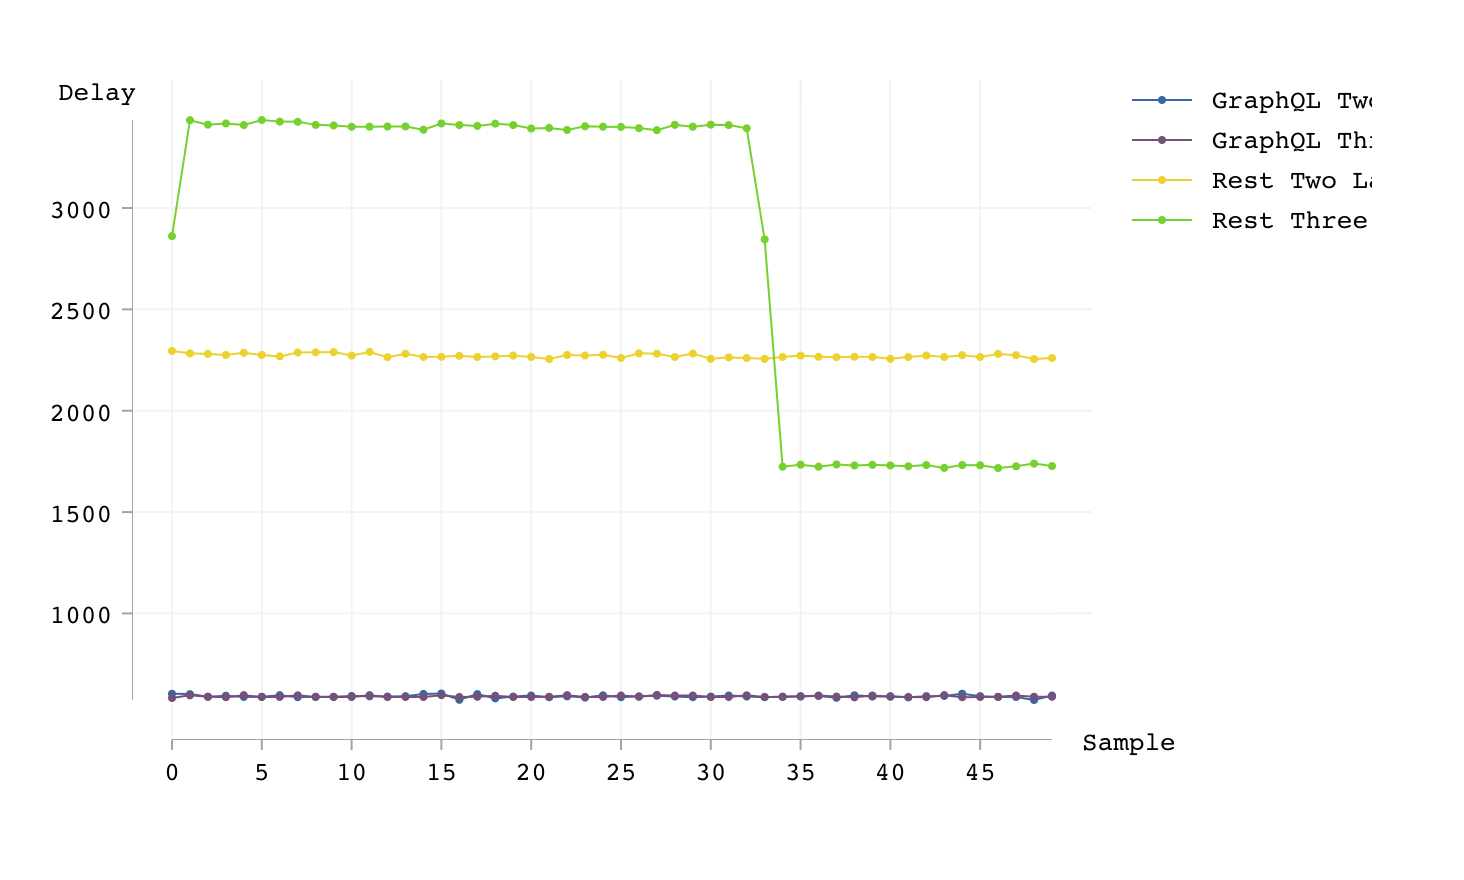 Delay
GraphQL Two
GraphQL Thr
Rest Two La
Rest Three
3000
2500
2000
1500
1000
Sample
0 5 10 15 20 25 30 35 40 45